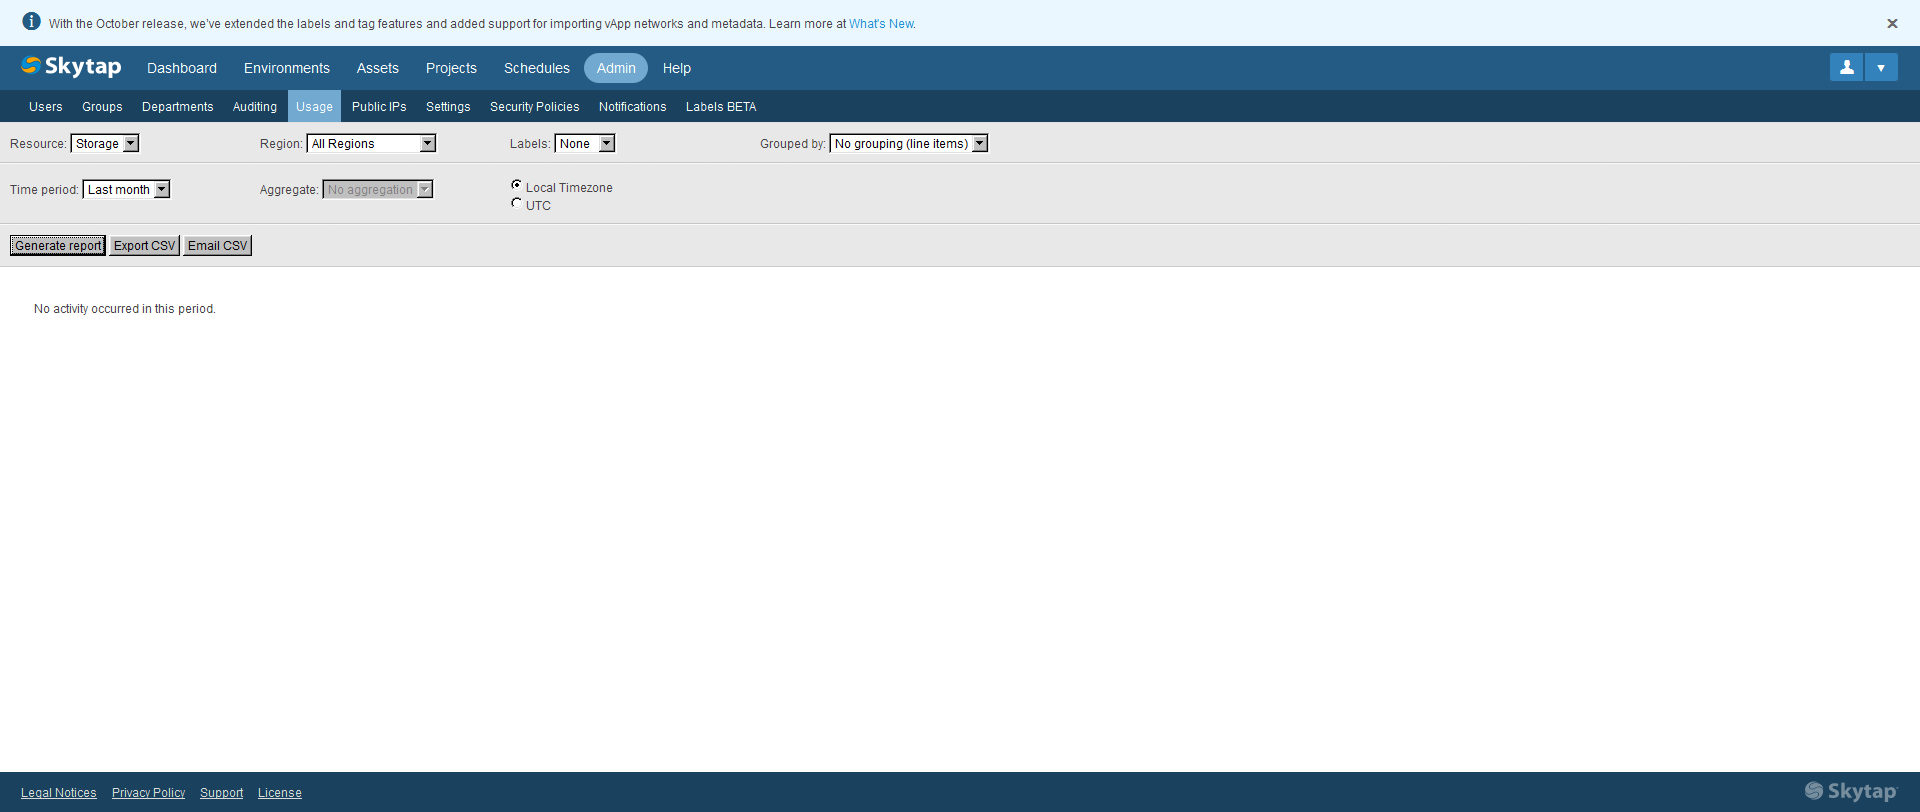 With the October release, we've extended the labels and tag features and added support for importing vApp networks and metadata. Learn more at What's New.
Skytap Dashboard Environments Assets Projects Schedules Admin Help
Users Groups Departments Auditing Usage Public IPs Settings Security Policies Notifications Labels BETA
Resource: Storage Region: All Regions Labels: None Grouped by: No grouping (line items)
Time period: Last month Aggregate: No aggregation Local Timezone
UTC
Generate report Export CSV Email CSV
No activity occurred in this period.
Legal Notices Privacy Policy Support License Skytap